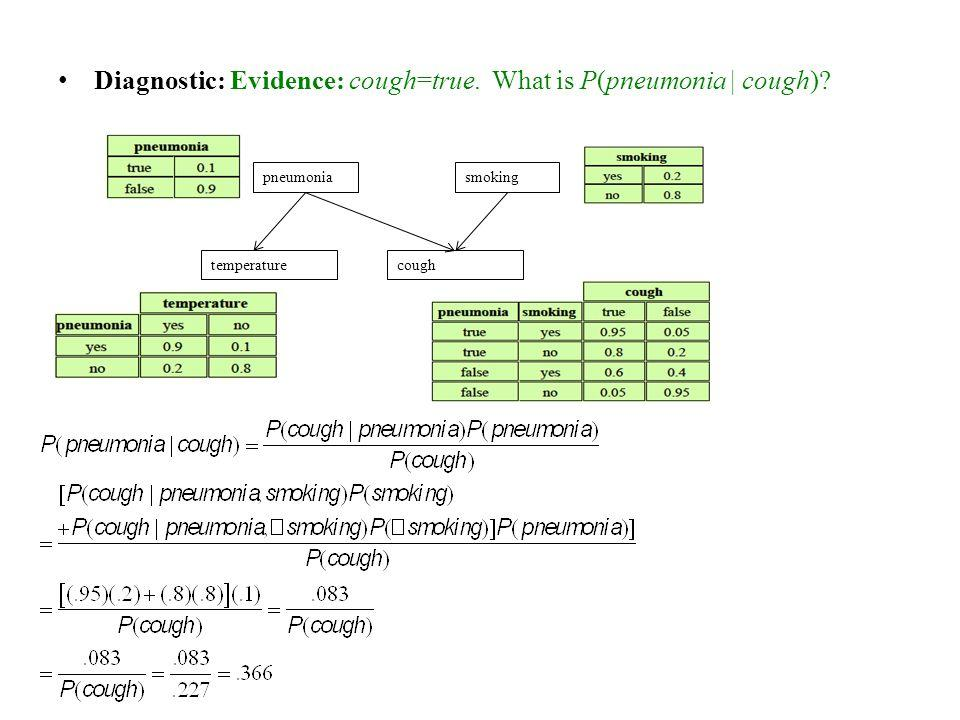 • Diagnostic: Evidence: cough=true. What is P(pneumonia | cough)?
pneumonia
true 0.1
false 0.9
pneumonia
smoking
smoking
yes 0.2
no 0.8
temperature
cough
temperature
pneumonia yes no
yes 0.9 0.1
no 0.2 0.8
cough
pneumonia smoking true false
true yes 0.95 0.05
true no 0.8 0.2
false yes 0.6 0.4
false no 0.05 0.95
P(pneumonia | cough) = P(cough | pneumonia)P(pneumonia)
P(cough)
[P(cough | pneumonia, smoking)P(smoking)
= +P(cough | pneumonia,□smoking)P(□smoking)]P(pneumonia)]
P(cough)
= [(.95)(.2) + (.8)(.8)](.1) = .083
P(cough) P(cough)
= .083 = .083 = .366
P(cough) .227